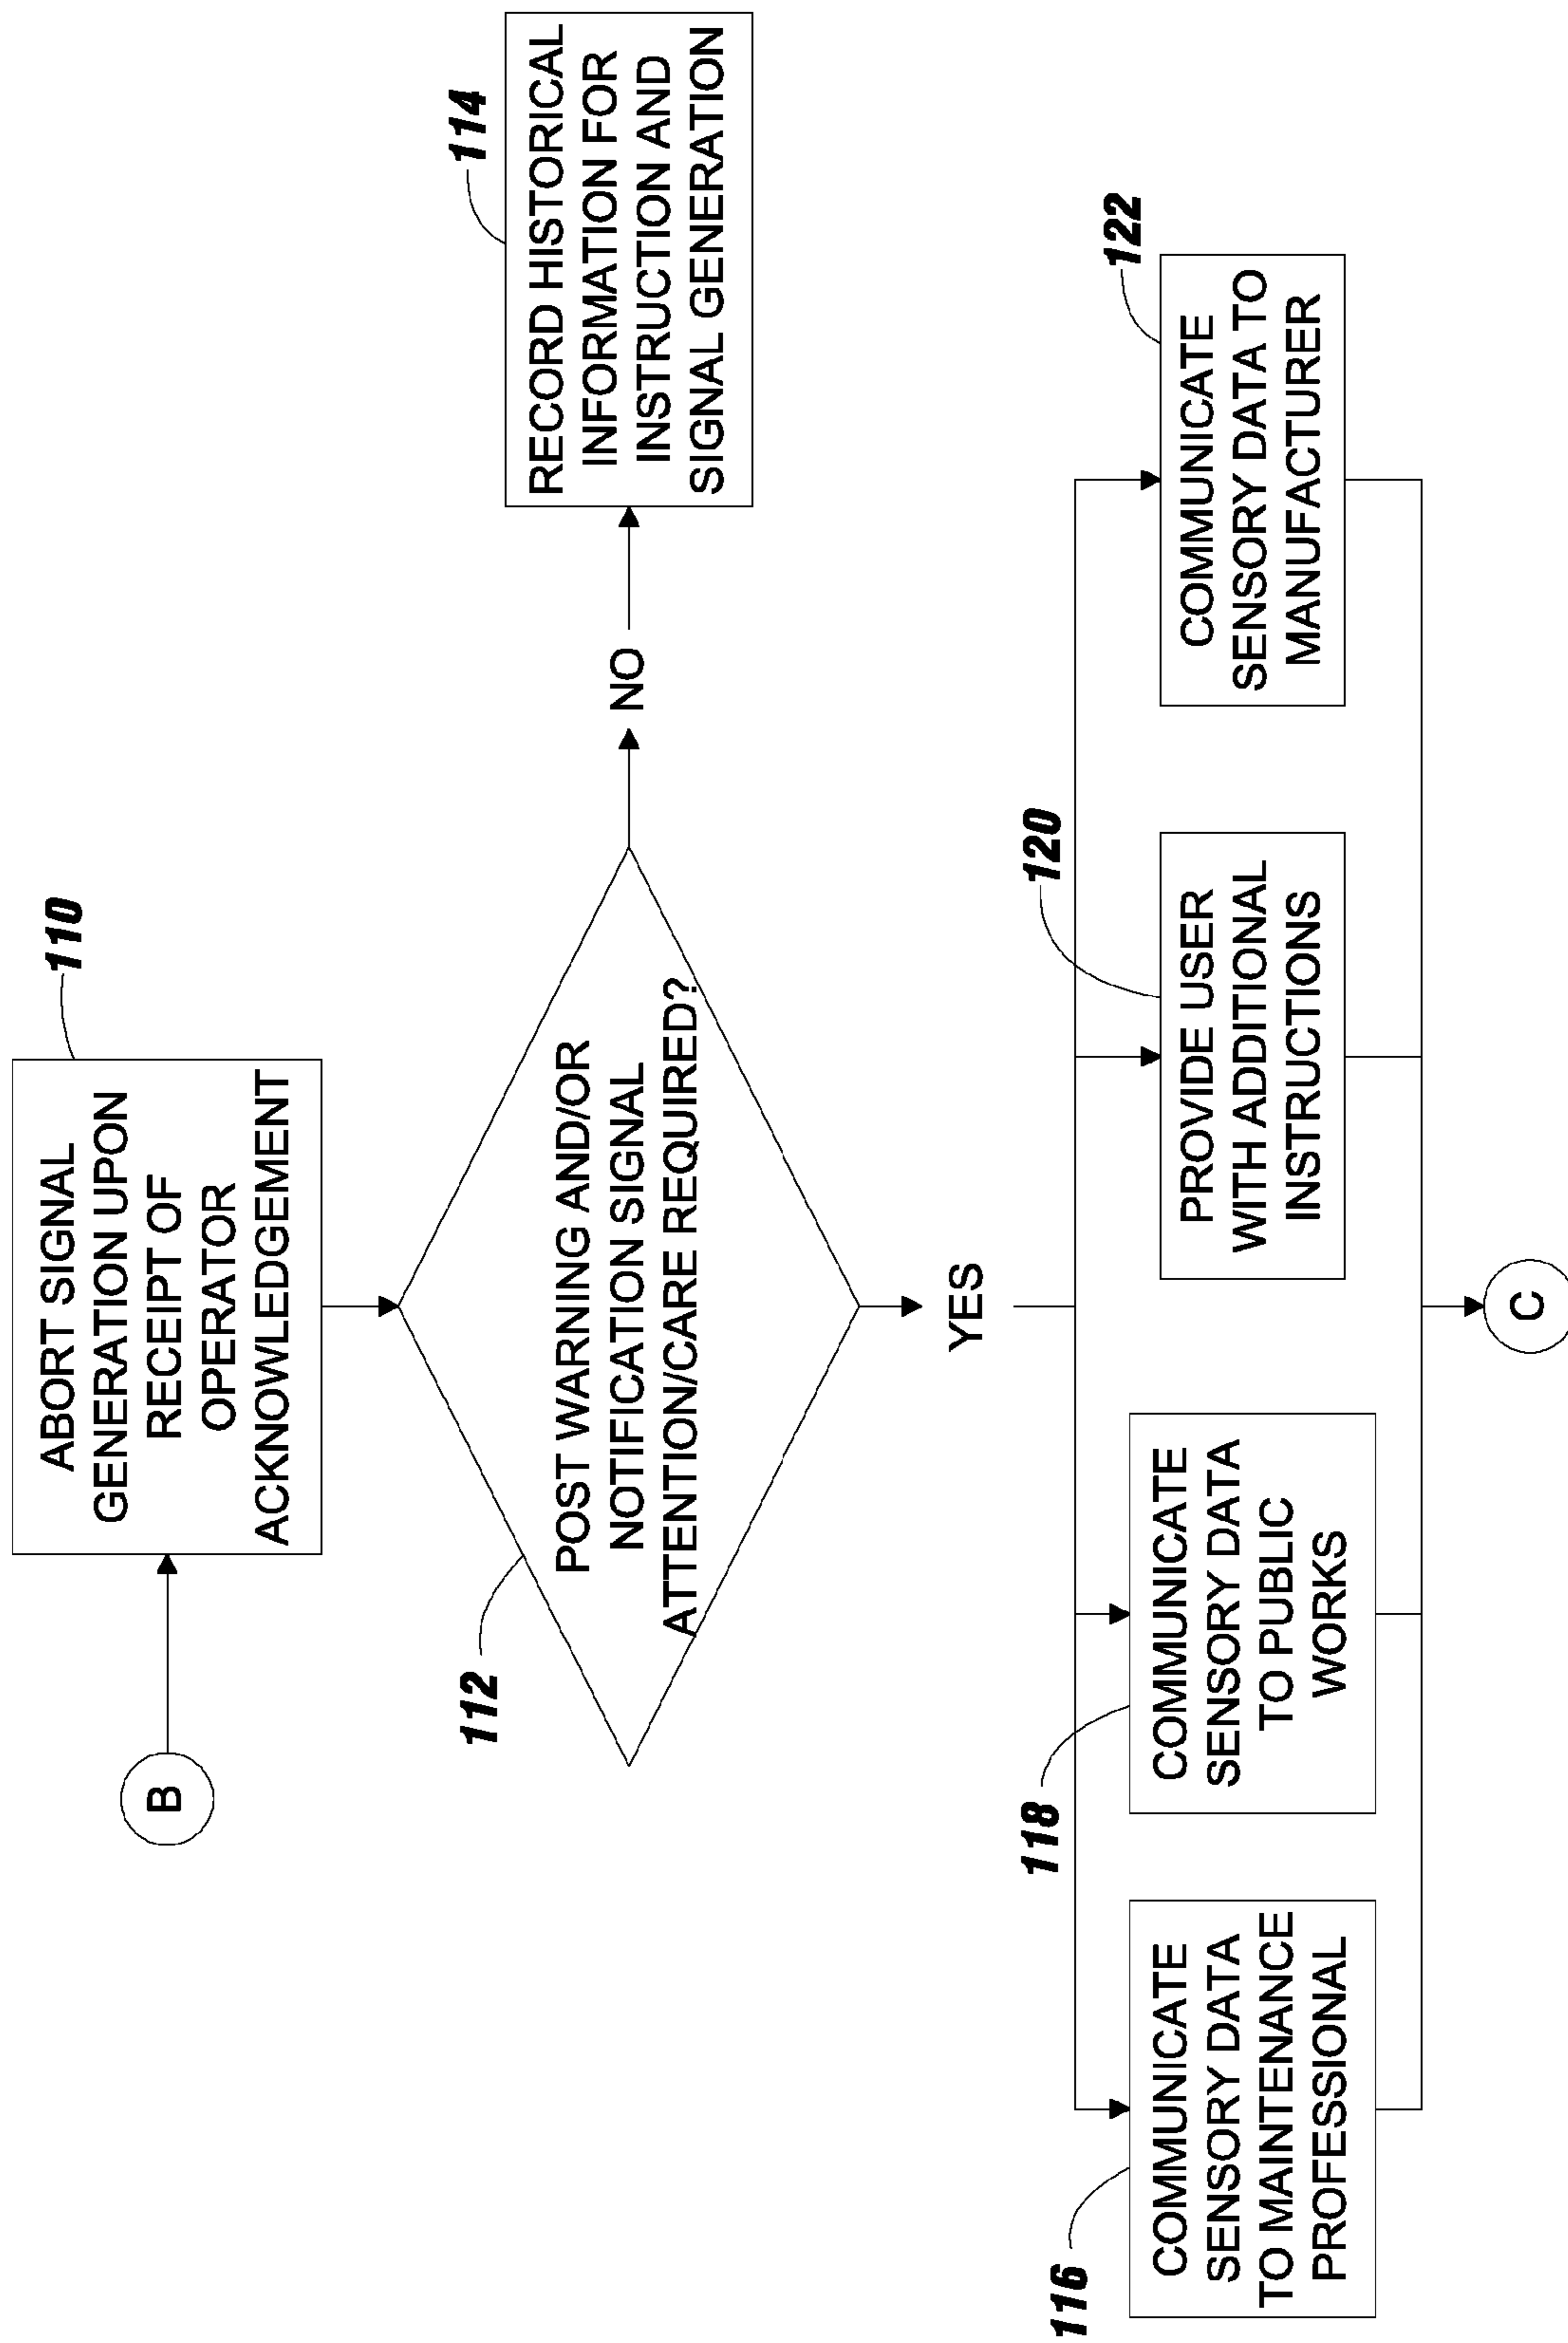 B
110
ABORT SIGNAL
GENERATION UPON
RECEIPT OF
OPERATOR
ACKNOWLEDGEMENT
112
POST WARNING AND/OR
NOTIFICATION SIGNAL
ATTENTION/CARE REQUIRED?
NO
114
RECORD HISTORICAL
INFORMATION FOR
INSTRUCTION AND
SIGNAL GENERATION
YES
116
COMMUNICATE
SENSORY DATA
TO MAINTENANCE
PROFESSIONAL
118
COMMUNICATE
SENSORY DATA
TO PUBLIC
WORKS
120
PROVIDE USER
WITH ADDITIONAL
INSTRUCTIONS
122
COMMUNICATE
SENSORY DATA TO
MANUFACTURER
C